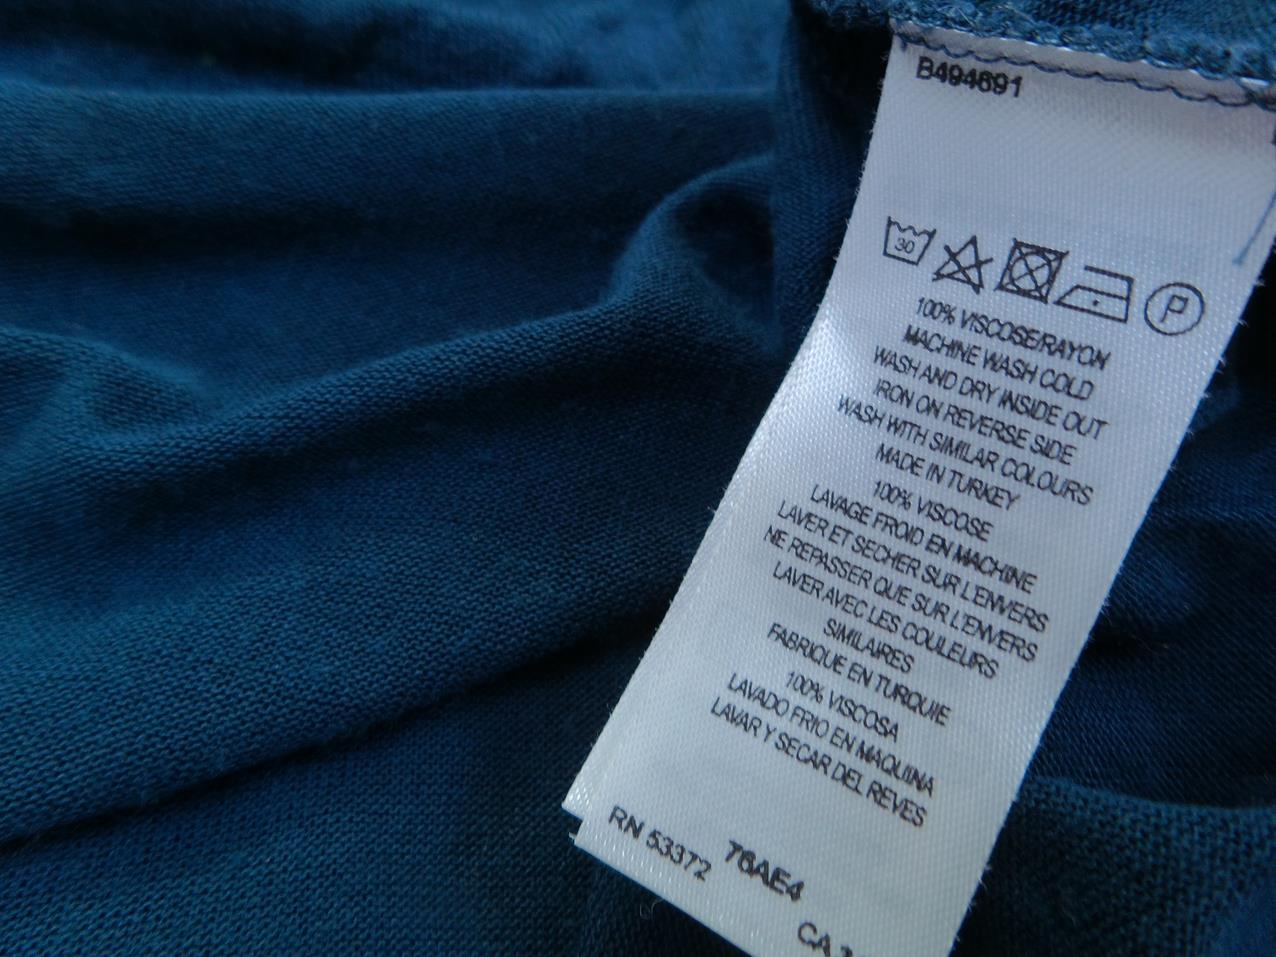 B494691
30
P
100% VISCOSE/RAYON
MACHINE WASH COLD
WASH AND DRY INSIDE OUT
IRON ON REVERSE SIDE
WASH WITH SIMILAR COLOURS
MADE IN TURKEY
100% VISCOSE
LAVAGE FROID EN MACHINE
LAVER ET SECHER SUR L'ENVERS
NE REPASSER QUE SUR L'ENVERS
LAVER AVEC LES COULEURS
SIMILAIRES
FABRIQUE EN TURQUIE
100% VISCOSA
LAVADO FRIO EN MAQUINA
LAVAR Y SECAR DEL REVES
RN 53372 76AE4
CA